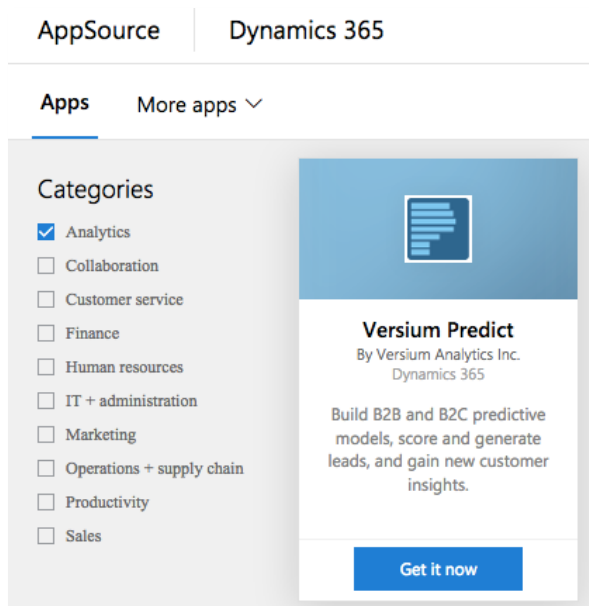 AppSource Dynamics 365
Apps More apps
Categories
Analytics
Collaboration
Customer service
Finance
Human resources
IT + administration
Marketing
Operations + supply chain
Productivity
Sales
Versium Predict
By Versium Analytics Inc.
Dynamics 365
Build B2B and B2C predictive
models, score and generate
leads, and gain new customer
insights.
Get it now